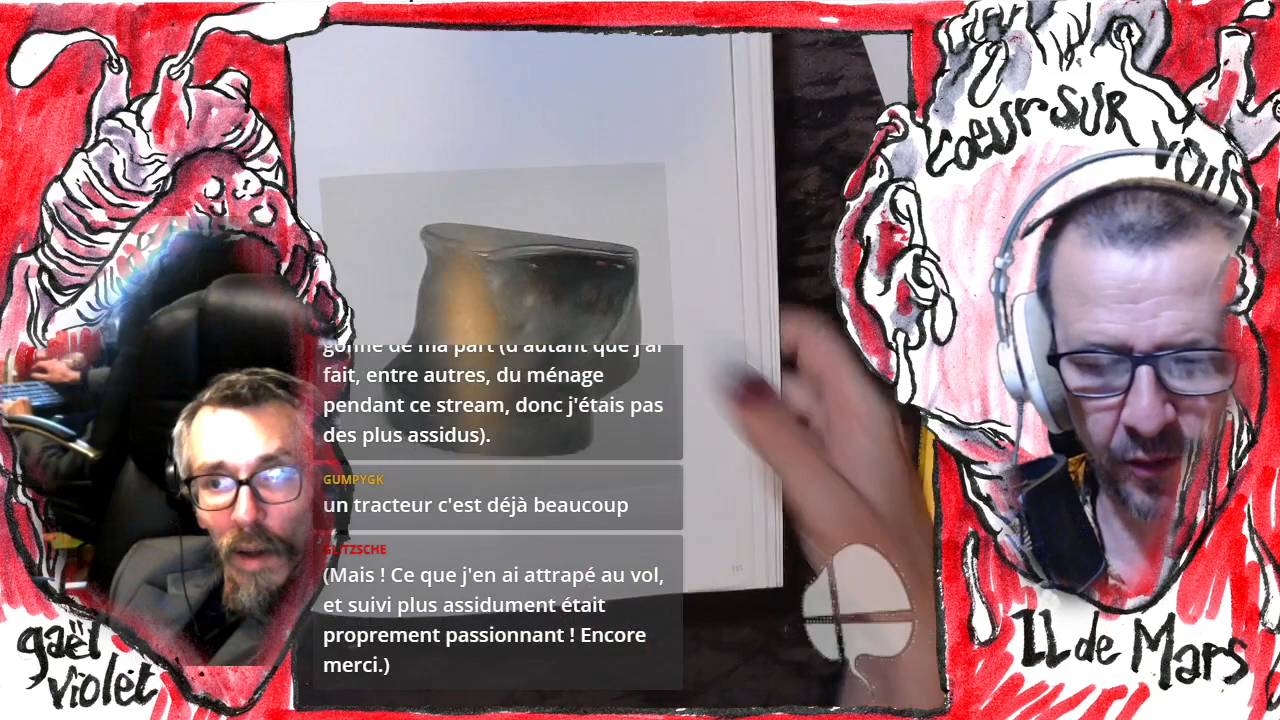 cœur SUR
vous
gomme de ma part (d'autant que j'ai
fait, entre autres, du ménage
pendant ce stream, donc j'étais pas
des plus assidus).
GUMPYGK
un tracteur c'est déjà beaucoup
GLITZSCHE
(Mais ! Ce que j'en ai attrapé au vol,
et suivi plus assidument était
proprement passionnant ! Encore
merci.)
gaël
violet
LL de Mars